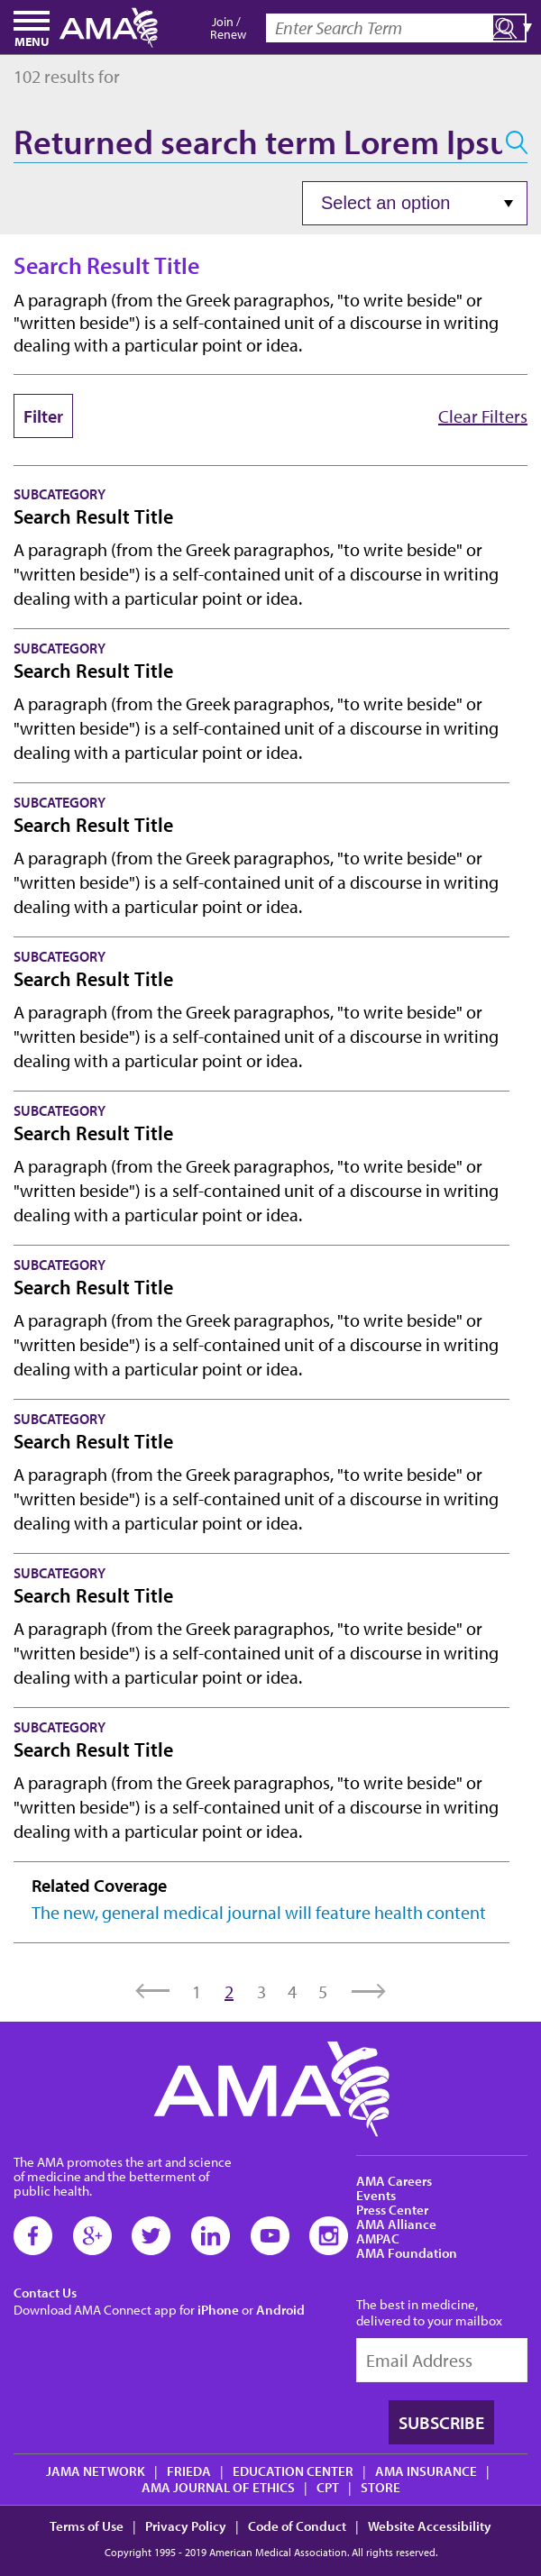 MENU
AMA
Join /
Renew
Enter Search Term
102 results for
Returned search term Lorem Ipsu
Select an option
Search Result Title
A paragraph (from the Greek paragraphos, "to write beside" or
"written beside") is a self-contained unit of a discourse in writing
dealing with a particular point or idea.
Filter
Clear Filters
SUBCATEGORY
Search Result Title
A paragraph (from the Greek paragraphos, "to write beside" or
"written beside") is a self-contained unit of a discourse in writing
dealing with a particular point or idea.
SUBCATEGORY
Search Result Title
A paragraph (from the Greek paragraphos, "to write beside" or
"written beside") is a self-contained unit of a discourse in writing
dealing with a particular point or idea.
SUBCATEGORY
Search Result Title
A paragraph (from the Greek paragraphos, "to write beside" or
"written beside") is a self-contained unit of a discourse in writing
dealing with a particular point or idea.
SUBCATEGORY
Search Result Title
A paragraph (from the Greek paragraphos, "to write beside" or
"written beside") is a self-contained unit of a discourse in writing
dealing with a particular point or idea.
SUBCATEGORY
Search Result Title
A paragraph (from the Greek paragraphos, "to write beside" or
"written beside") is a self-contained unit of a discourse in writing
dealing with a particular point or idea.
SUBCATEGORY
Search Result Title
A paragraph (from the Greek paragraphos, "to write beside" or
"written beside") is a self-contained unit of a discourse in writing
dealing with a particular point or idea.
SUBCATEGORY
Search Result Title
A paragraph (from the Greek paragraphos, "to write beside" or
"written beside") is a self-contained unit of a discourse in writing
dealing with a particular point or idea.
SUBCATEGORY
Search Result Title
A paragraph (from the Greek paragraphos, "to write beside" or
"written beside") is a self-contained unit of a discourse in writing
dealing with a particular point or idea.
SUBCATEGORY
Search Result Title
A paragraph (from the Greek paragraphos, "to write beside" or
"written beside") is a self-contained unit of a discourse in writing
dealing with a particular point or idea.
Related Coverage
The new, general medical journal will feature health content
1 2 3 4 5
AMA
The AMA promotes the art and science
of medicine and the betterment of
public health.
Contact Us
Download AMA Connect app for iPhone or Android
AMA Careers
Events
Press Center
AMA Alliance
AMPAC
AMA Foundation
The best in medicine,
delivered to your mailbox
Email Address
SUBSCRIBE
JAMA NETWORK | FRIEDA | EDUCATION CENTER | AMA INSURANCE |
AMA JOURNAL OF ETHICS | CPT | STORE
Terms of Use | Privacy Policy | Code of Conduct | Website Accessibility
Copyright 1995 - 2019 American Medical Association. All rights reserved.